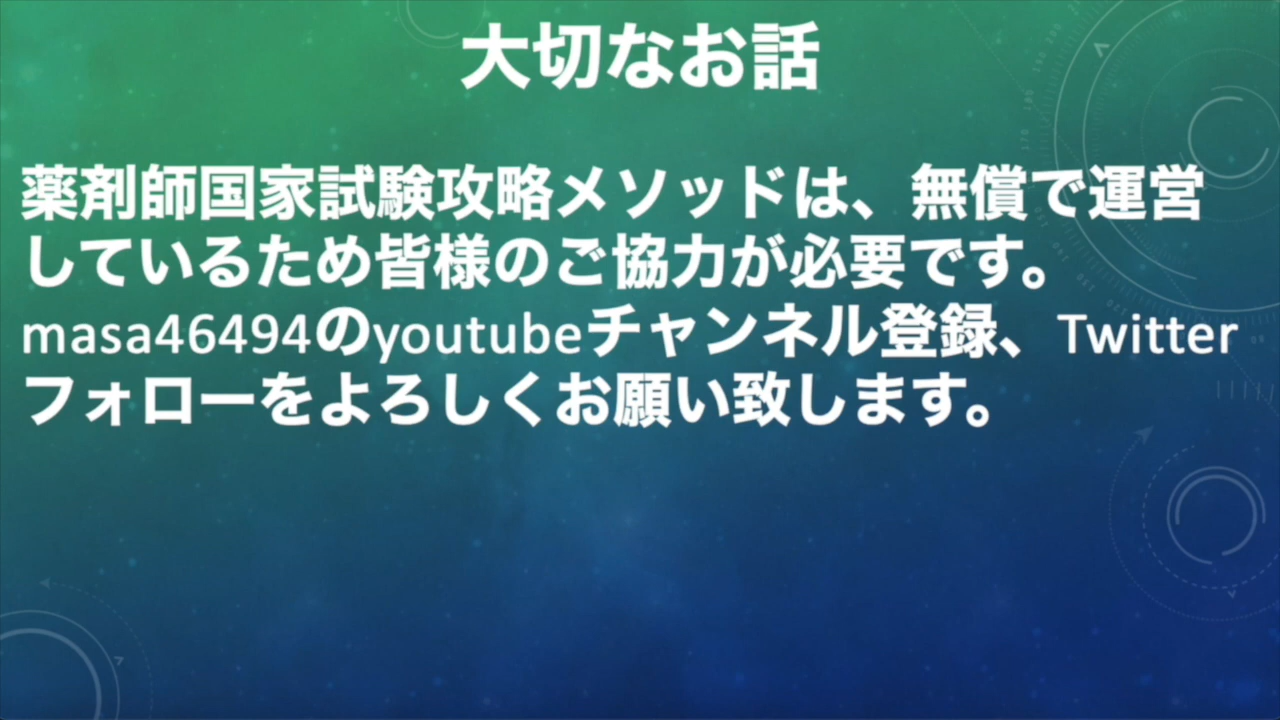 大切なお話
薬剤師国家試験攻略メソッドは、無償で運営
しているため皆様のご協力が必要です。
masa46494のyoutubeチャンネル登録、Twitter
フォローをよろしくお願い致します。